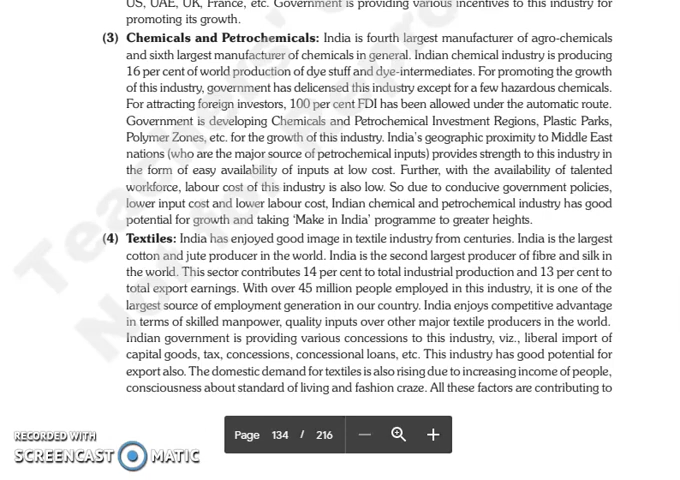 US, UAE, UK, France, etc. Government is providing various incentives to this industry for
promoting its growth.
(3) Chemicals and Petrochemicals: India is fourth largest manufacturer of agro-chemicals
and sixth largest manufacturer of chemicals in general. Indian chemical industry is producing
16 per cent of world production of dye stuff and dye-intermediates. For promoting the growth
of this industry, government has delicensed this industry except for a few hazardous chemicals.
For attracting foreign investors, 100 per cent FDI has been allowed under the automatic route.
Government is developing Chemicals and Petrochemical Investment Regions, Plastic Parks,
Polymer Zones, etc. for the growth of this industry. India's geographic proximity to Middle East
nations (who are the major source of petrochemical inputs) provides strength to this industry in
the form of easy availability of inputs at low cost. Further, with the availability of talented
workforce, labour cost of this industry is also low. So due to conducive government policies,
lower input cost and lower labour cost, Indian chemical and petrochemical industry has good
potential for growth and taking 'Make in India' programme to greater heights.
(4) Textiles: India has enjoyed good image in textile industry from centuries. India is the largest
cotton and jute producer in the world. India is the second largest producer of fibre and silk in
the world. This sector contributes 14 per cent to total industrial production and 13 per cent to
total export earnings. With over 45 million people employed in this industry, it is one of the
largest source of employment generation in our country. India enjoys competitive advantage
in terms of skilled manpower, quality inputs over other major textile producers in the world.
Indian government is providing various concessions to this industry, viz., liberal import of
capital goods, tax, concessions, concessional loans, etc. This industry has good potential for
export also. The domestic demand for textiles is also rising due to increasing income of people,
consciousness about standard of living and fashion craze. All these factors are contributing to
Page 134 / 216
RECORDED WITH
SCREENCAST MATIC